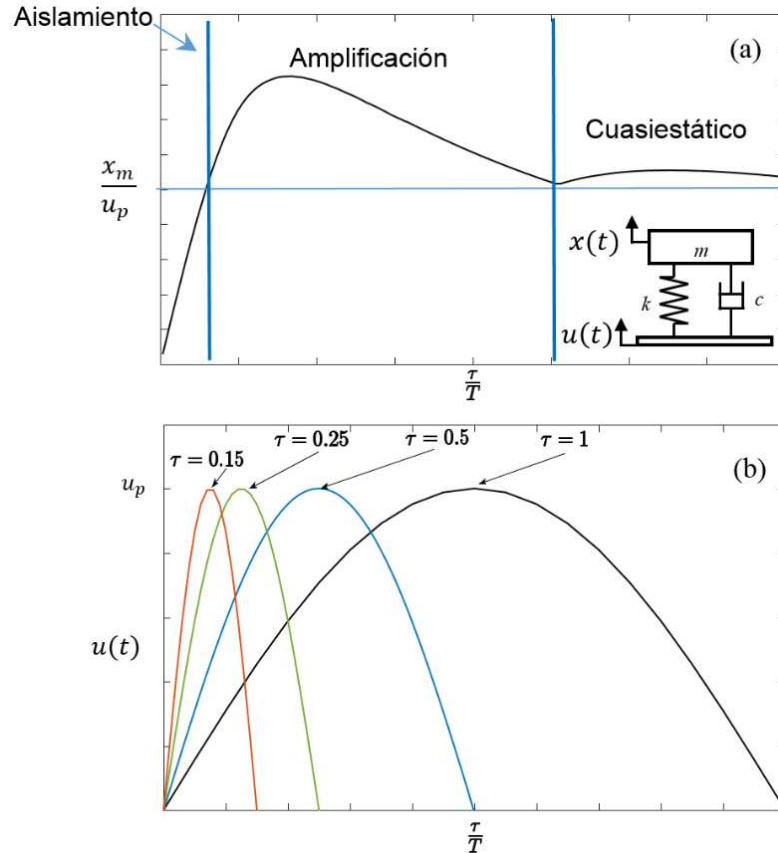 Aislamiento
(a)
Amplificación
Cuasiestático
x_m
u_p
x(t)
m
k
c
u(t)
τ
T
(b)
τ = 0.15
τ = 0.25
τ = 0.5
τ = 1
u_p
u(t)
τ
T